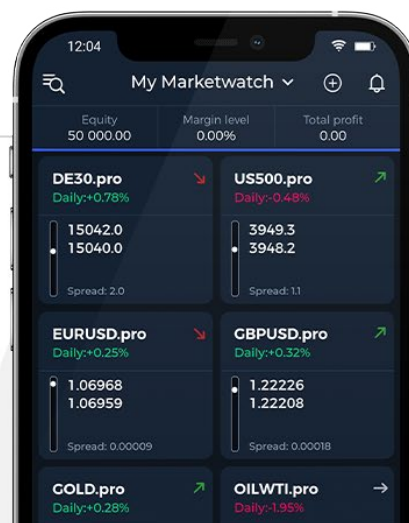 12:04
My Marketwatch
Equity Margin level Total profit
50 000.00 0.00% 0.00
DE30.pro
Daily:+0.78%
15042.0
15040.0
Spread: 2.0
US500.pro
Daily:-0.48%
3949.3
3948.2
Spread: 1.1
EURUSD.pro
Daily:+0.25%
1.06968
1.06959
Spread: 0.00009
GBPUSD.pro
Daily:+0.32%
1.22226
1.22208
Spread: 0.00018
GOLD.pro
Daily:+0.28%
OILWTI.pro
Daily:-1.95%